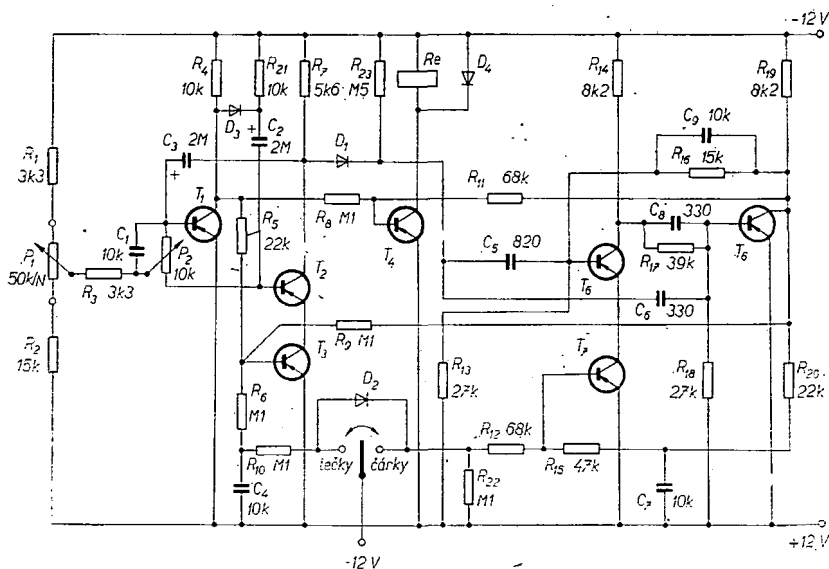 -12V
R4
10k
R21
10k
R7
5k6
R23
M5
Re
D4
R14
8k2
R19
8k2
D3
+
C2
2M
C3
2M
+
D1
C9
10k
R16
15k
R1
3k3
T1
R8 M1
R11
68k
C8
330
T6
C1
10k
P2
10k
R5
22k
T4
C5 820
R17
39k
P1
50k/N
R3 3k3
T2
T6
C6
330
R9 M1
R2
15k
T3
R13
27k
T7
R18
27k
R20
22k
D2
R6
M1
R12 68k
R10 M1
tečky
čárky
R15 47k
C4
10k
R22
M1
C7
10k
-12V
+12V